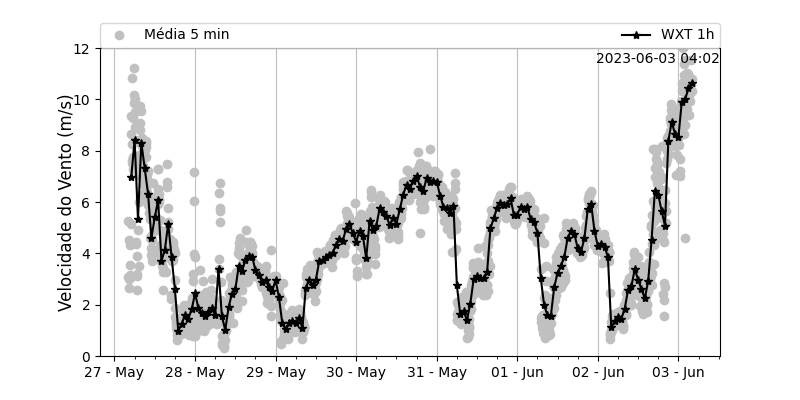 Média 5 min
WXT 1h
2023-06-03 04:02
Velocidade do Vento (m/s)
12
10
8
6
4
2
0
27 - May
28 - May
29 - May
30 - May
31 - May
01 - Jun
02 - Jun
03 - Jun